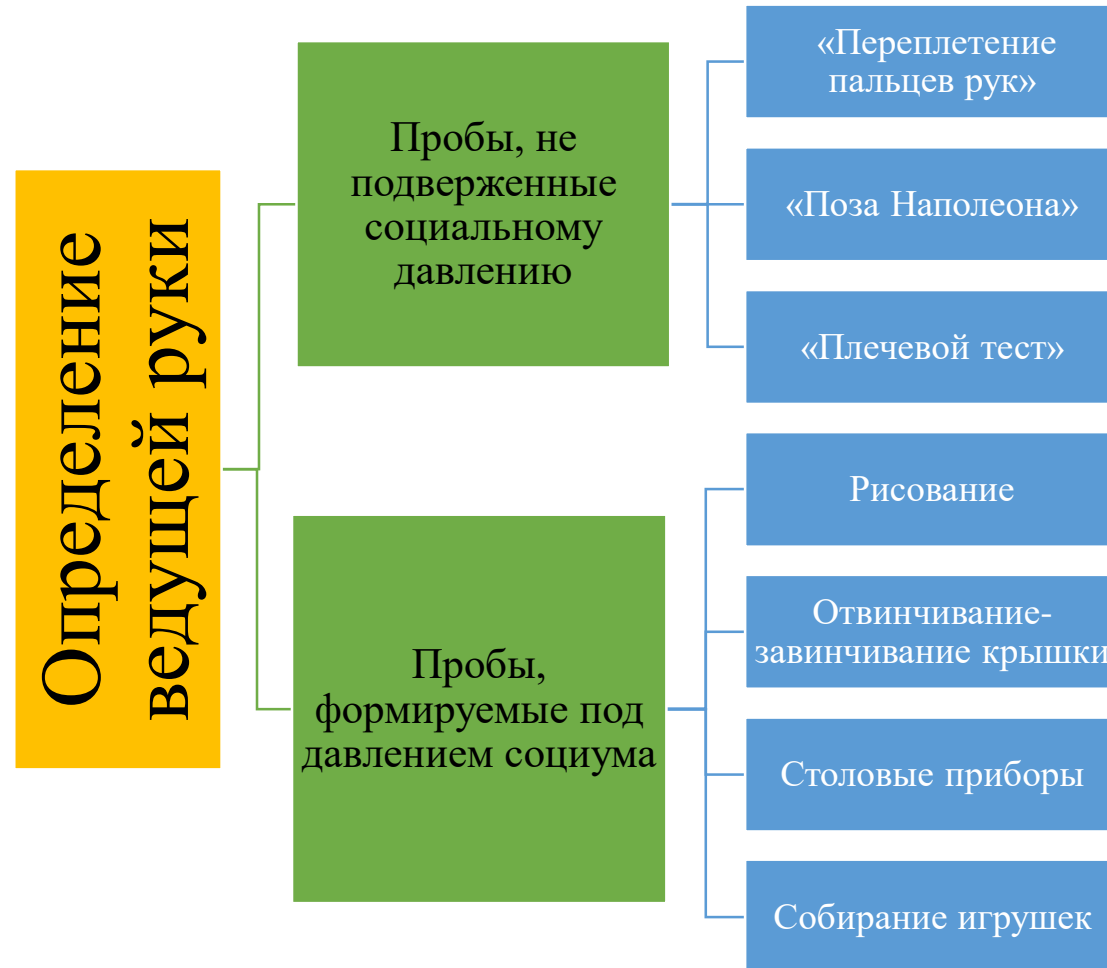 Определение
ведущей руки
Пробы, не
подверженные
социальному
давлению
«Переплетение
пальцев рук»
«Поза Наполеона»
«Плечевой тест»
Пробы,
формируемые под
давлением социума
Рисование
Отвинчивание-
завинчивание крышки
Столовые приборы
Собирание игрушек